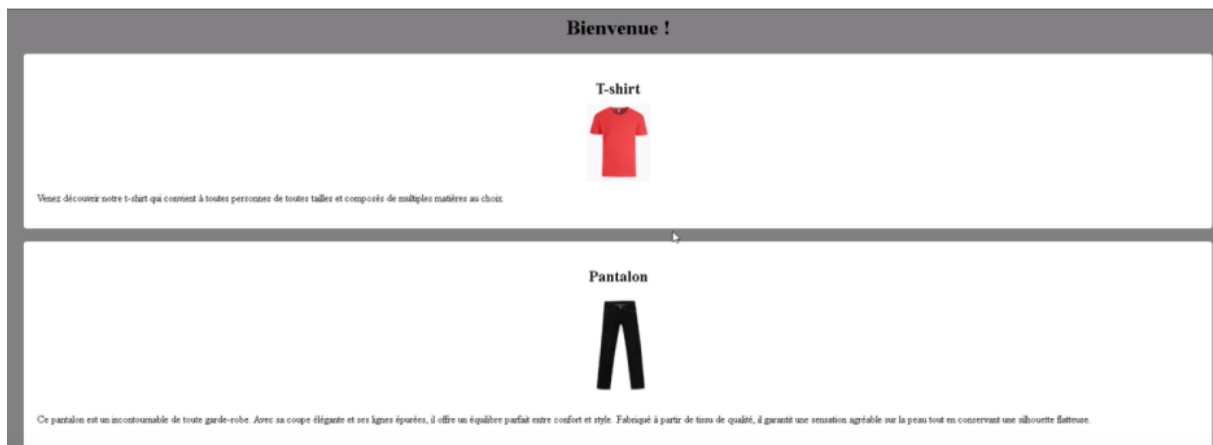 Bienvenue !
T-shirt
Venez découvrir notre t-shirt qui convient à toutes personnes de toutes tailles et composés de multiples matières au choix.
Pantalon
Ce pantalon est un incontournable de toute garde-robe. Avec sa coupe élégante et ses lignes épurées, il offre un équilibre parfait entre confort et style. Fabriqué à partir de tissu de qualité, il garantit une sensation agréable sur la peau tout en conservant une silhouette flatteuse.